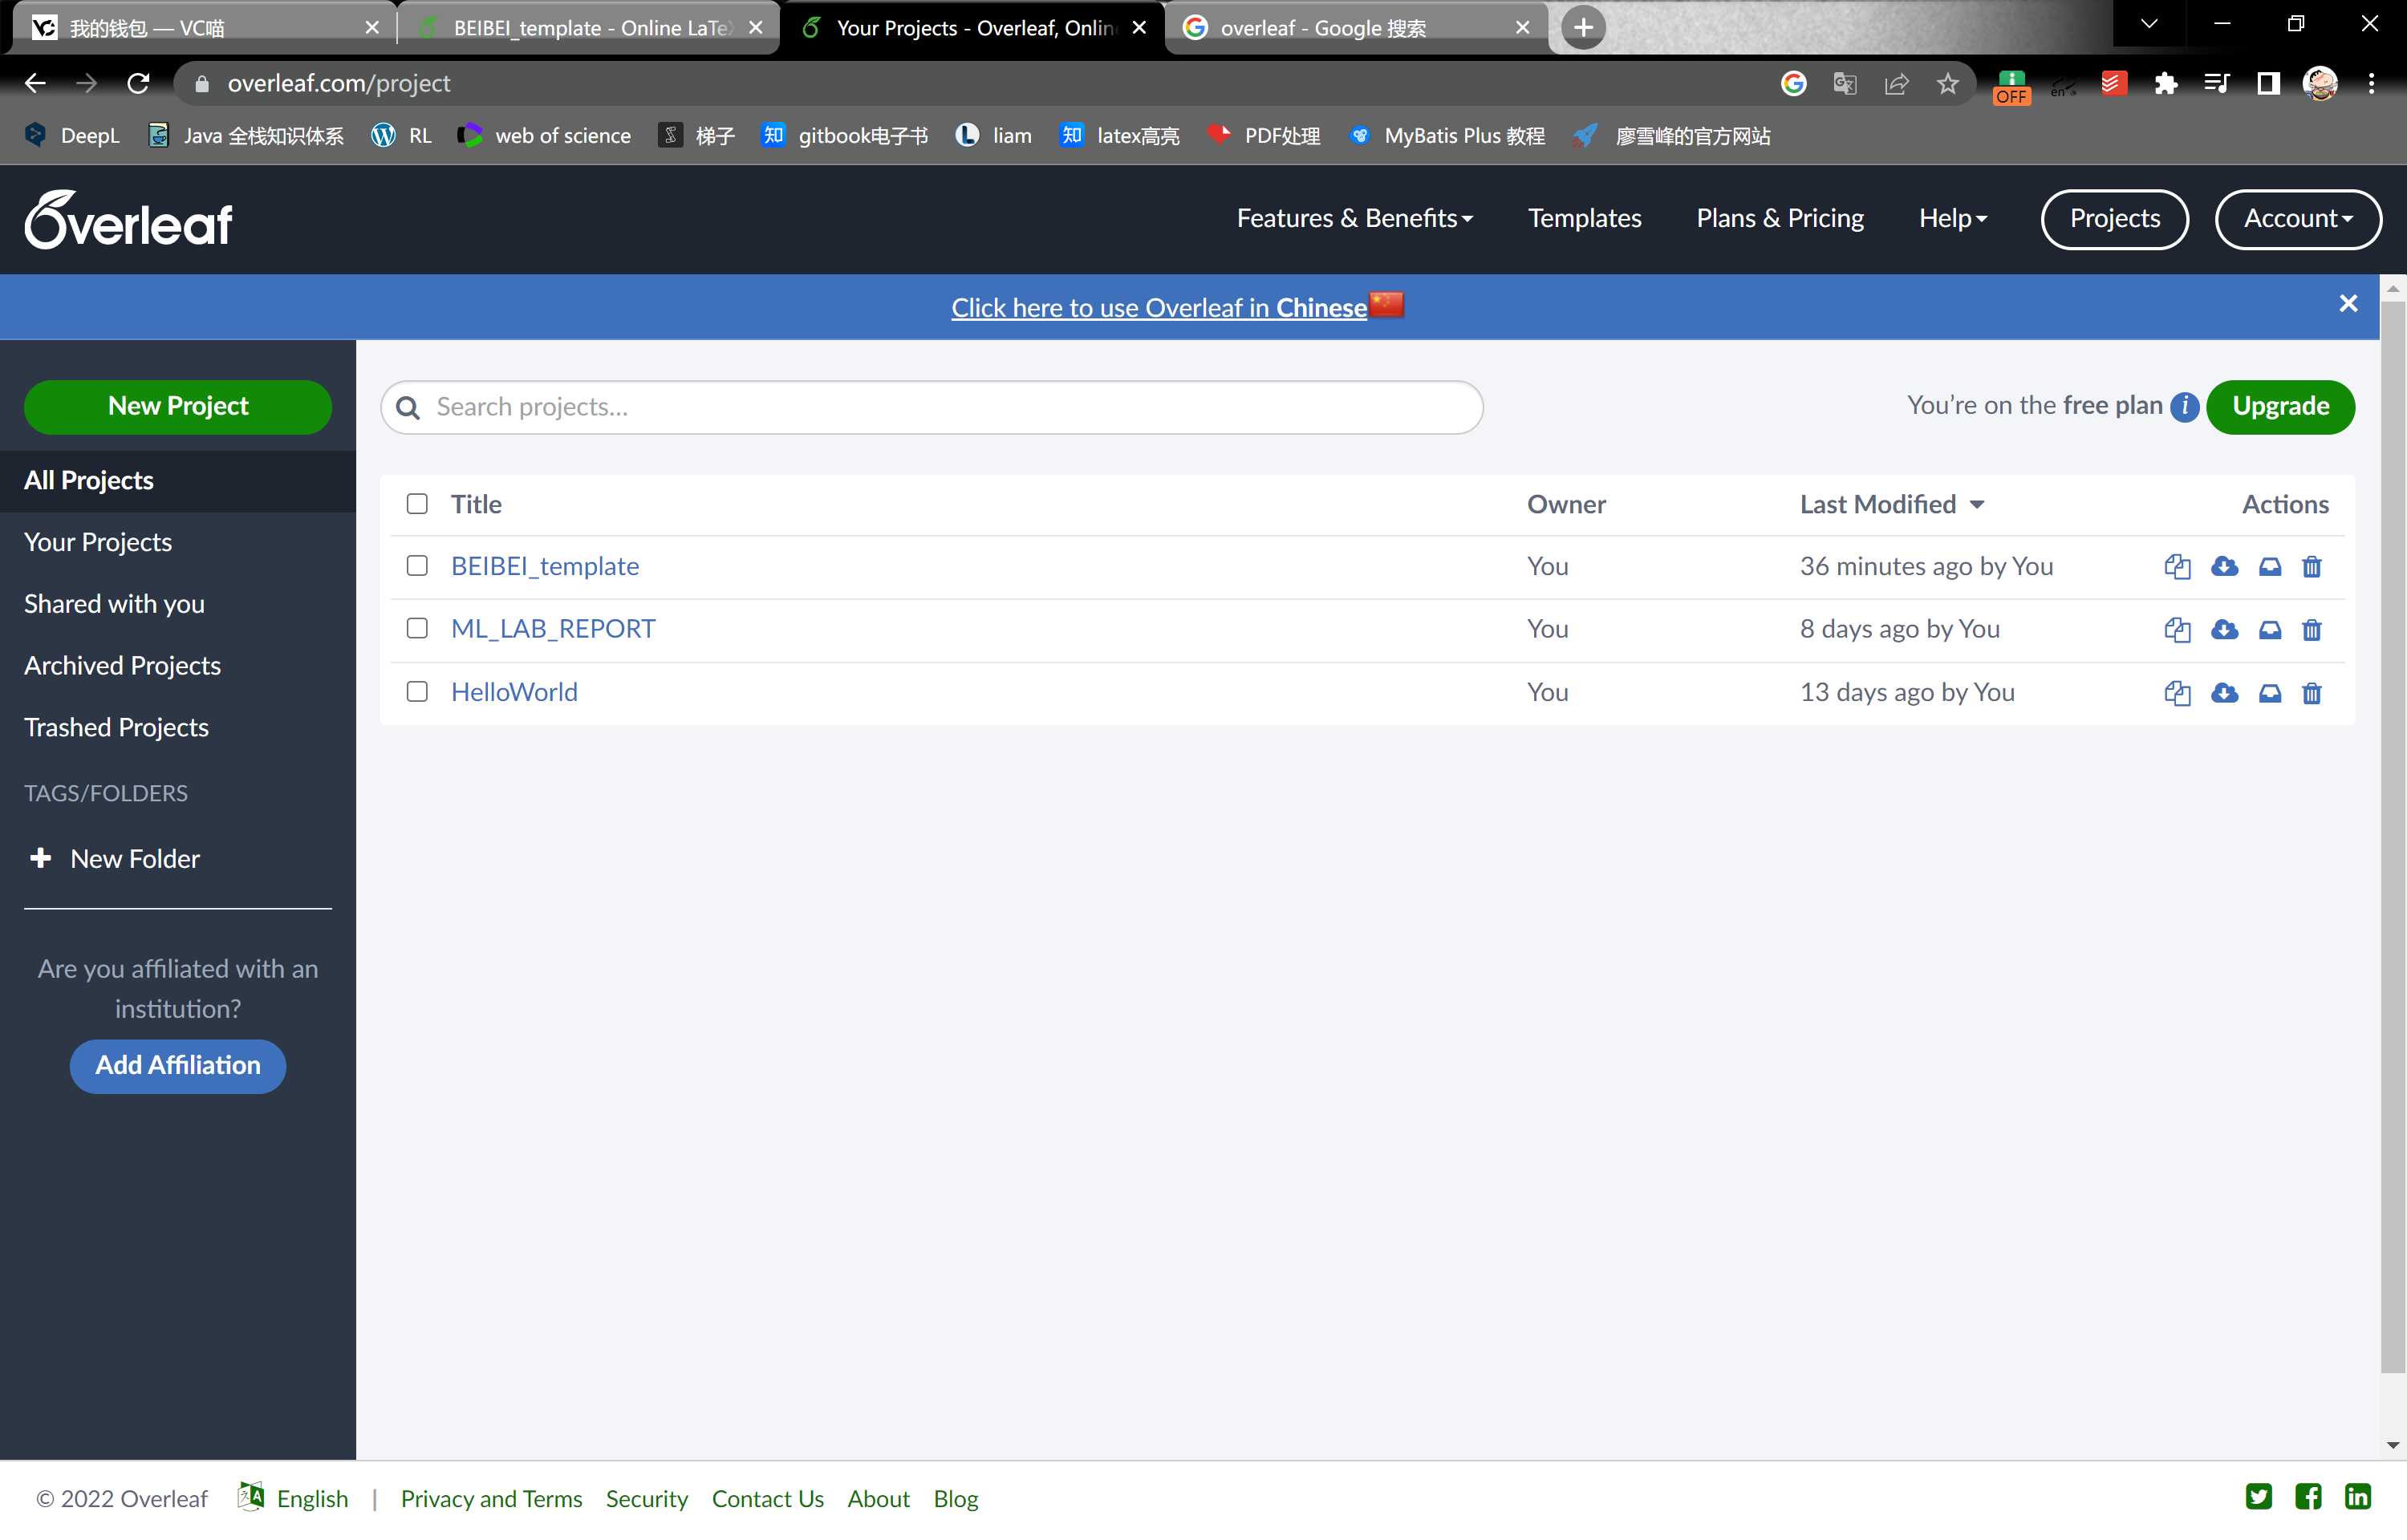 我的钱包 — VC喵
BEIBEI_template - Online LaTeX
Your Projects - Overleaf, Onlin
overleaf - Google 搜索
overleaf.com/project
OFF
en
DeepL
Java 全栈知识体系
RL
web of science
梯子
知 gitbook电子书
liam
知 latex高亮
PDF处理
MyBatis Plus 教程
廖雪峰的官方网站
Overleaf
Features & Benefits
Templates
Plans & Pricing
Help
Projects
Account
Click here to use Overleaf in Chinese
New Project
Search projects...
You’re on the free plan i
Upgrade
All Projects
Your Projects
Shared with you
Archived Projects
Trashed Projects
TAGS/FOLDERS
New Folder
Are you affiliated with an
institution?
Add Affiliation
Title Owner Last Modified Actions
BEIBEI_template You 36 minutes ago by You
ML_LAB_REPORT You 8 days ago by You
HelloWorld You 13 days ago by You
© 2022 Overleaf English | Privacy and Terms Security Contact Us About Blog